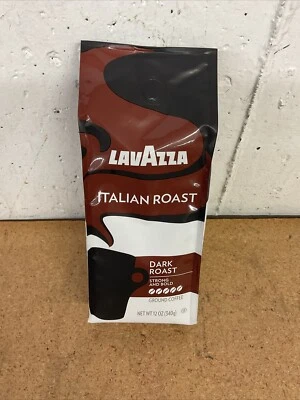 LAVAZZA
ITALIAN ROAST
DARK
ROAST
STRONG
AND BOLD
GROUND COFFEE
NET WT 12 OZ (340g)